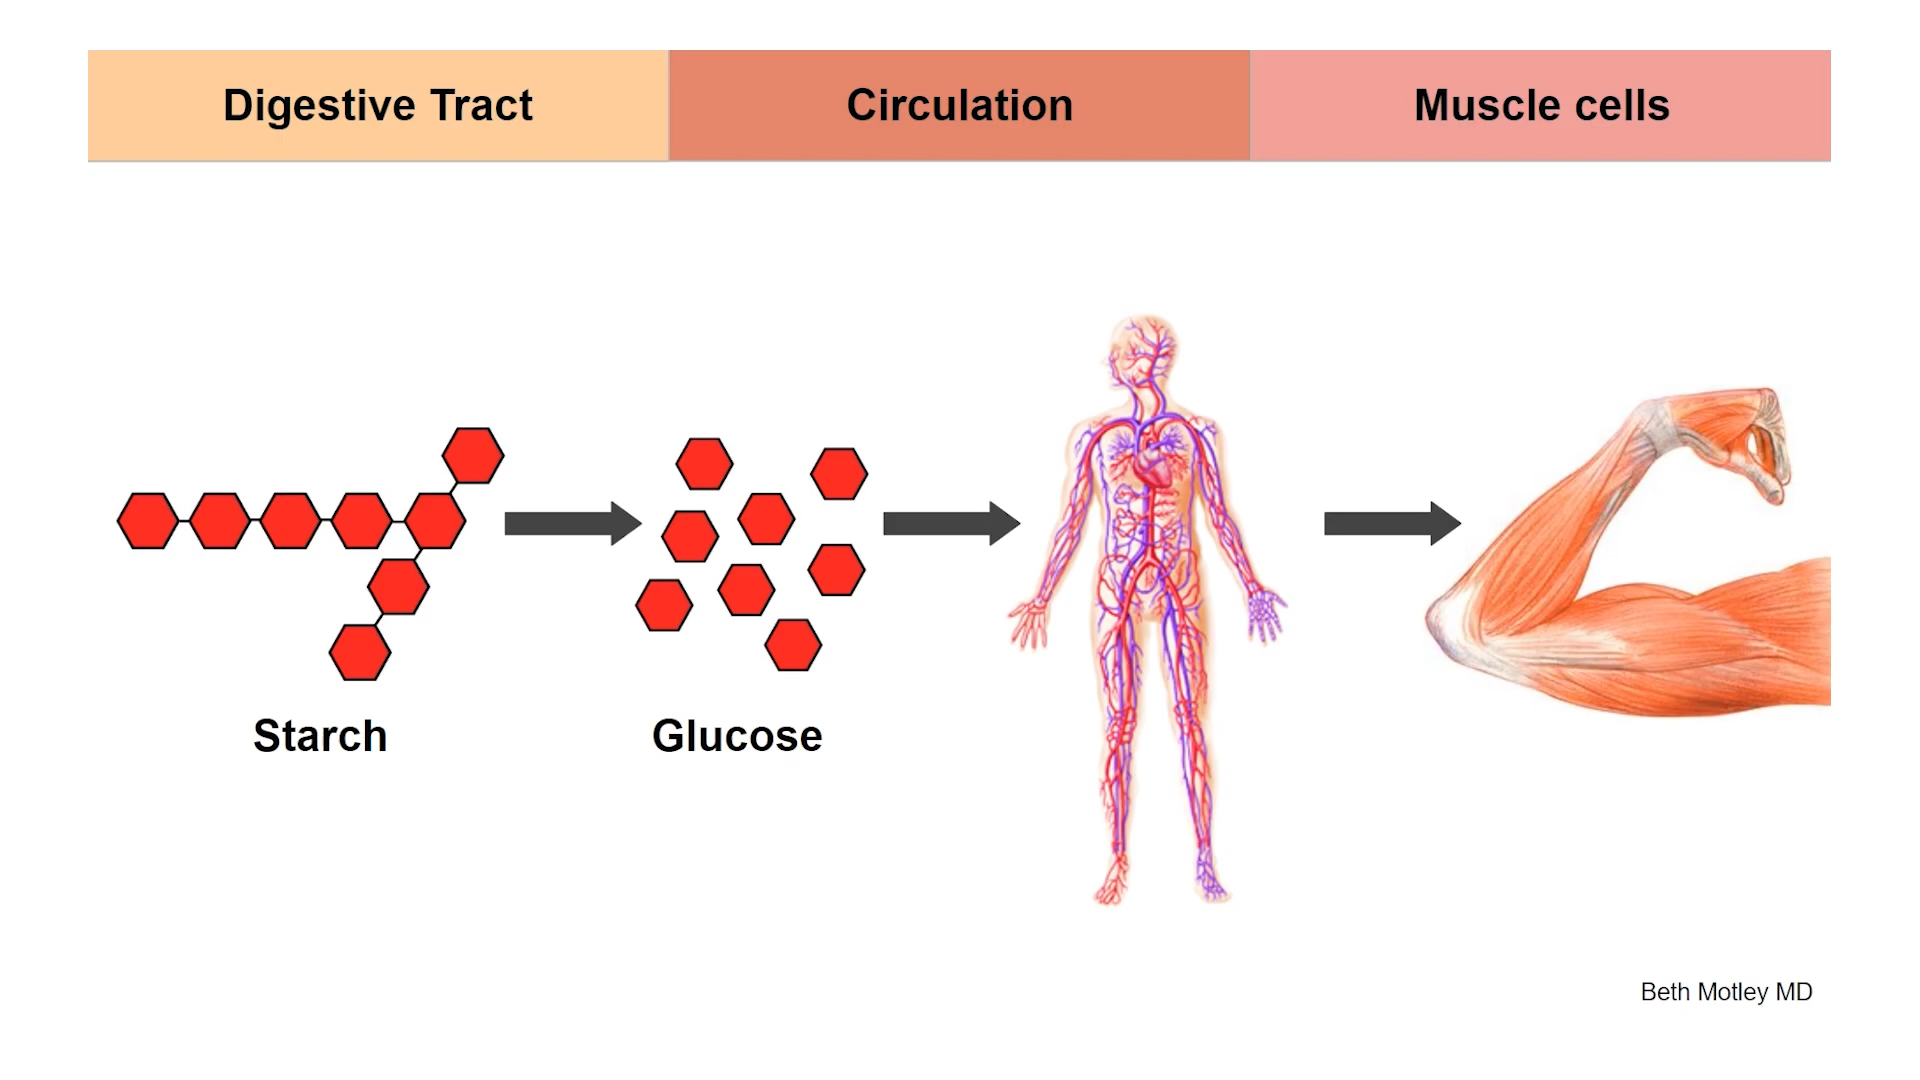 Digestive Tract
Circulation
Muscle cells
Starch
Glucose
Beth Motley MD